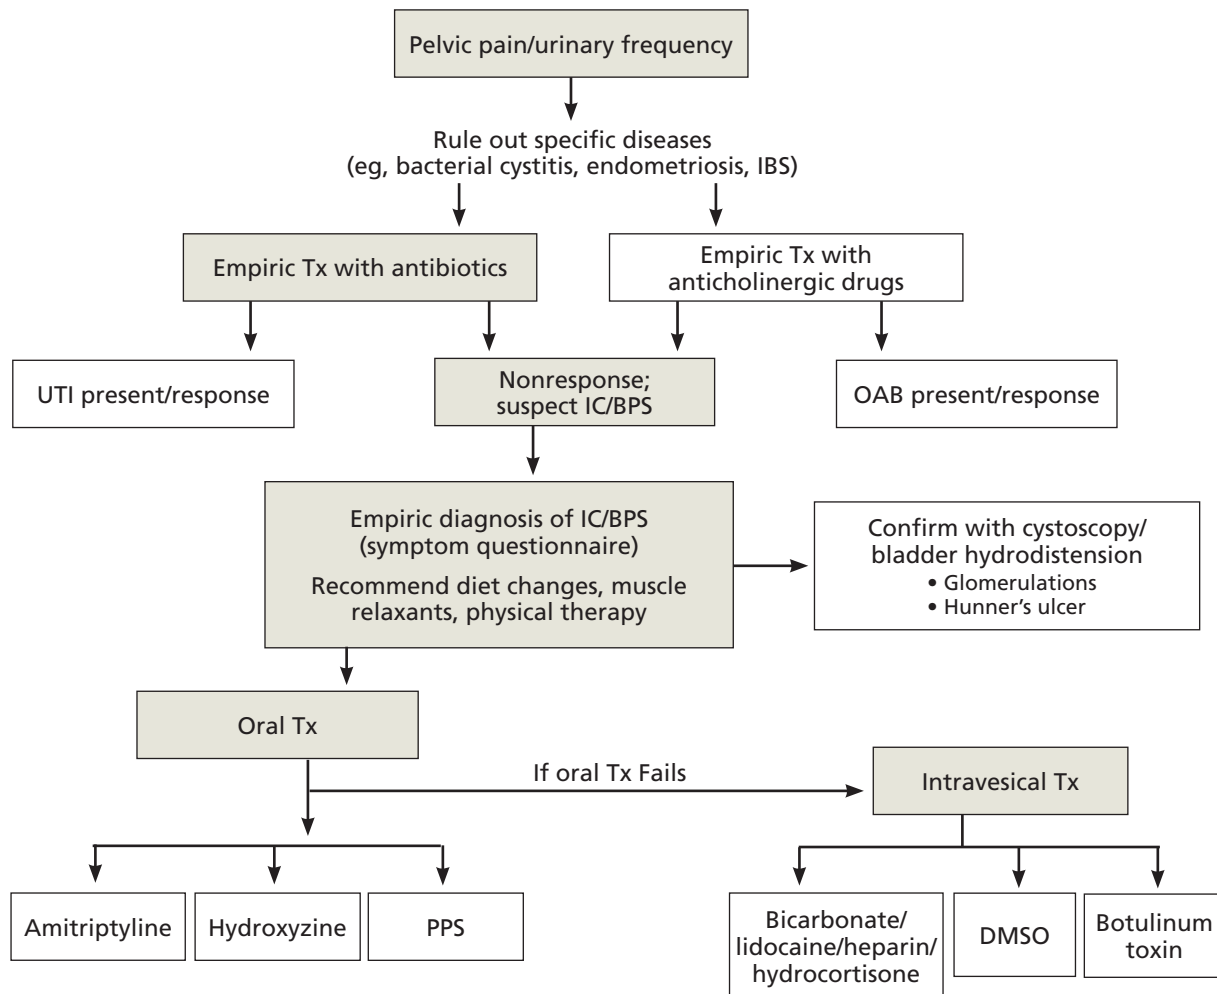 Pelvic pain/urinary frequency
Rule out specific diseases
(eg, bacterial cystitis, endometriosis, IBS)
Empiric Tx with antibiotics
Empiric Tx with
anticholinergic drugs
UTI present/response
Nonresponse;
suspect IC/BPS
OAB present/response
Empiric diagnosis of IC/BPS
(symptom questionnaire)
Recommend diet changes, muscle
relaxants, physical therapy
Confirm with cystoscopy/
bladder hydrodistension
• Glomerulations
• Hunner's ulcer
Oral Tx
If oral Tx Fails
Intravesical Tx
Amitriptyline
Hydroxyzine
PPS
Bicarbonate/
lidocaine/heparin/
hydrocortisone
DMSO
Botulinum
toxin